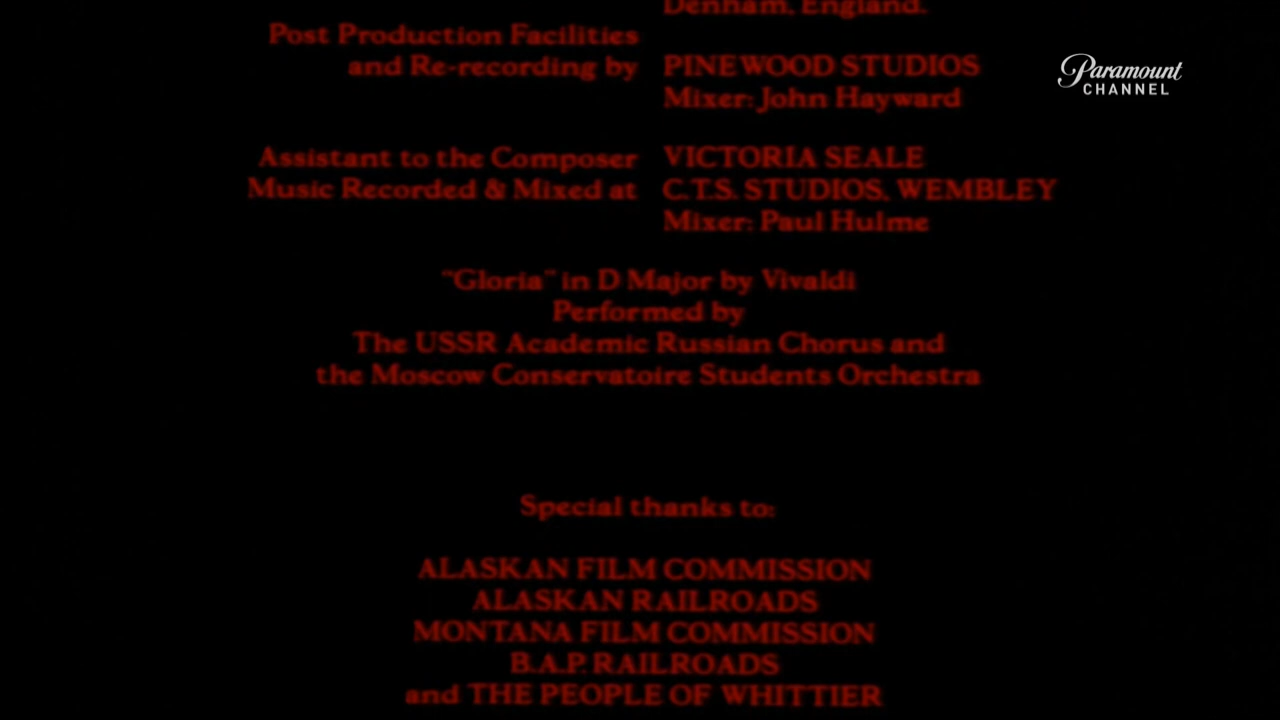 Denham, England.
Post Production Facilities
and Re-recording by PINEWOOD STUDIOS
Mixer: John Hayward
Assistant to the Composer VICTORIA SEALE
Music Recorded & Mixed at C.T.S. STUDIOS, WEMBLEY
Mixer: Paul Hulme
"Gloria" in D Major by Vivaldi
Performed by
The USSR Academic Russian Chorus and
the Moscow Conservatoire Students Orchestra
Special thanks to:
ALASKAN FILM COMMISSION
ALASKAN RAILROADS
MONTANA FILM COMMISSION
B.A.P. RAILROADS
and THE PEOPLE OF WHITTIER
Paramount
CHANNEL